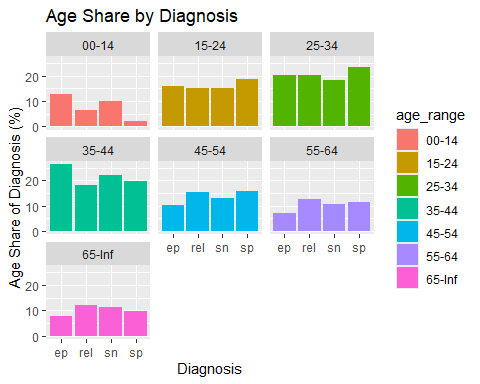 Age Share by Diagnosis
00-14
15-24
25-34
20
10
0
35-44
45-54
55-64
20
10
0
ep rel sn sp
ep rel sn sp
65-Inf
20
10
0
ep rel sn sp
Diagnosis
Age Share of Diagnosis (%)
age_range
00-14
15-24
25-34
35-44
45-54
55-64
65-Inf